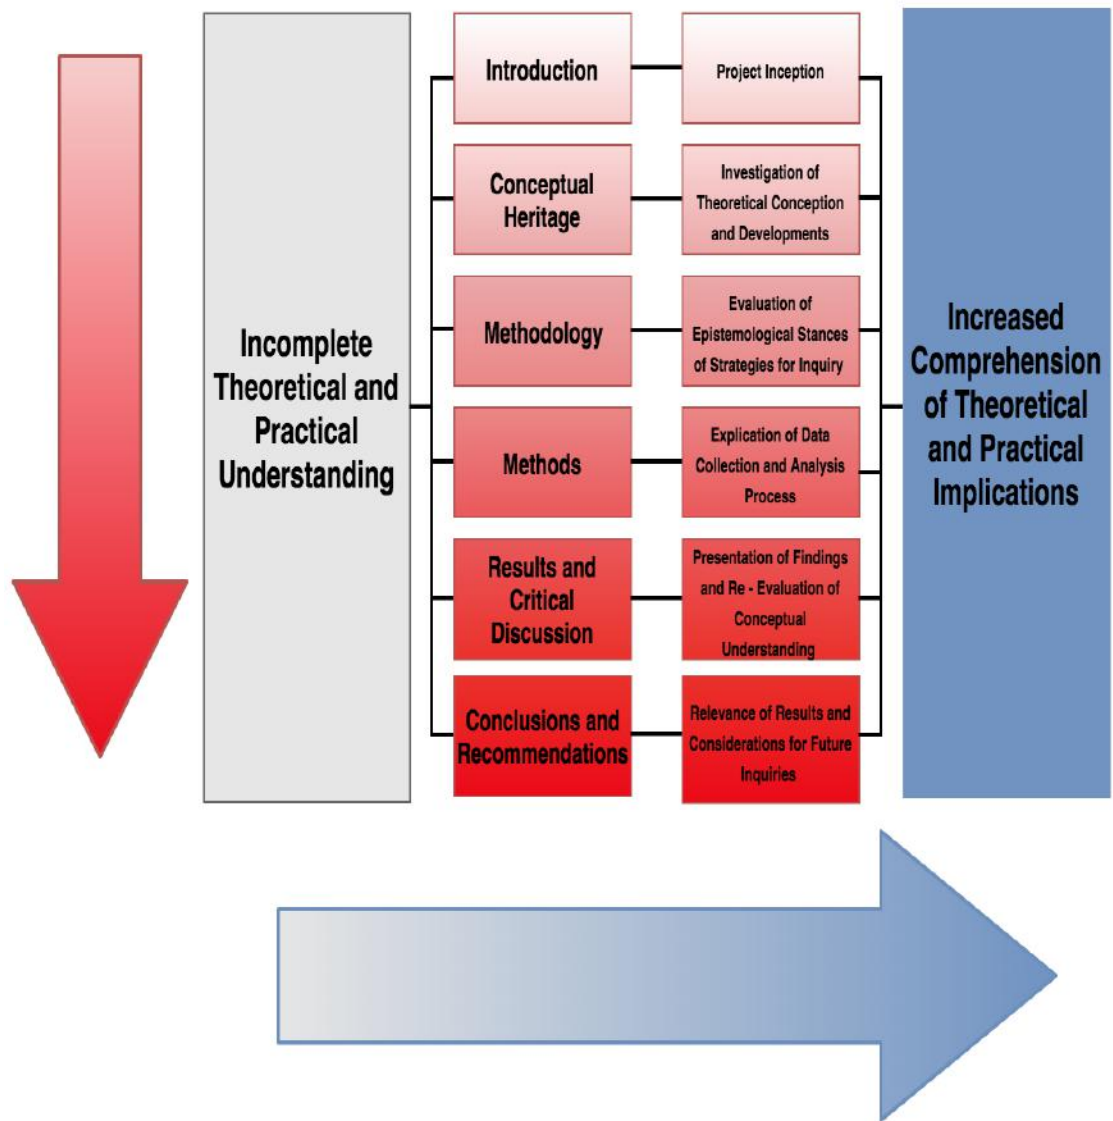 Incomplete
Theoretical and
Practical
Understanding
Introduction
Project Inception
Conceptual
Heritage
Investigation of
Theoretical Conception
and Developments
Methodology
Evaluation of
Epistemological Stances
of Strategies for Inquiry
Methods
Explication of Data
Collection and Analysis
Process
Results and
Critical
Discussion
Presentation of Findings
and Re - Evaluation of
Conceptual
Understanding
Conclusions and
Recommendations
Relevance of Results and
Considerations for Future
Inquiries
Increased
Comprehension
of Theoretical
and Practical
Implications